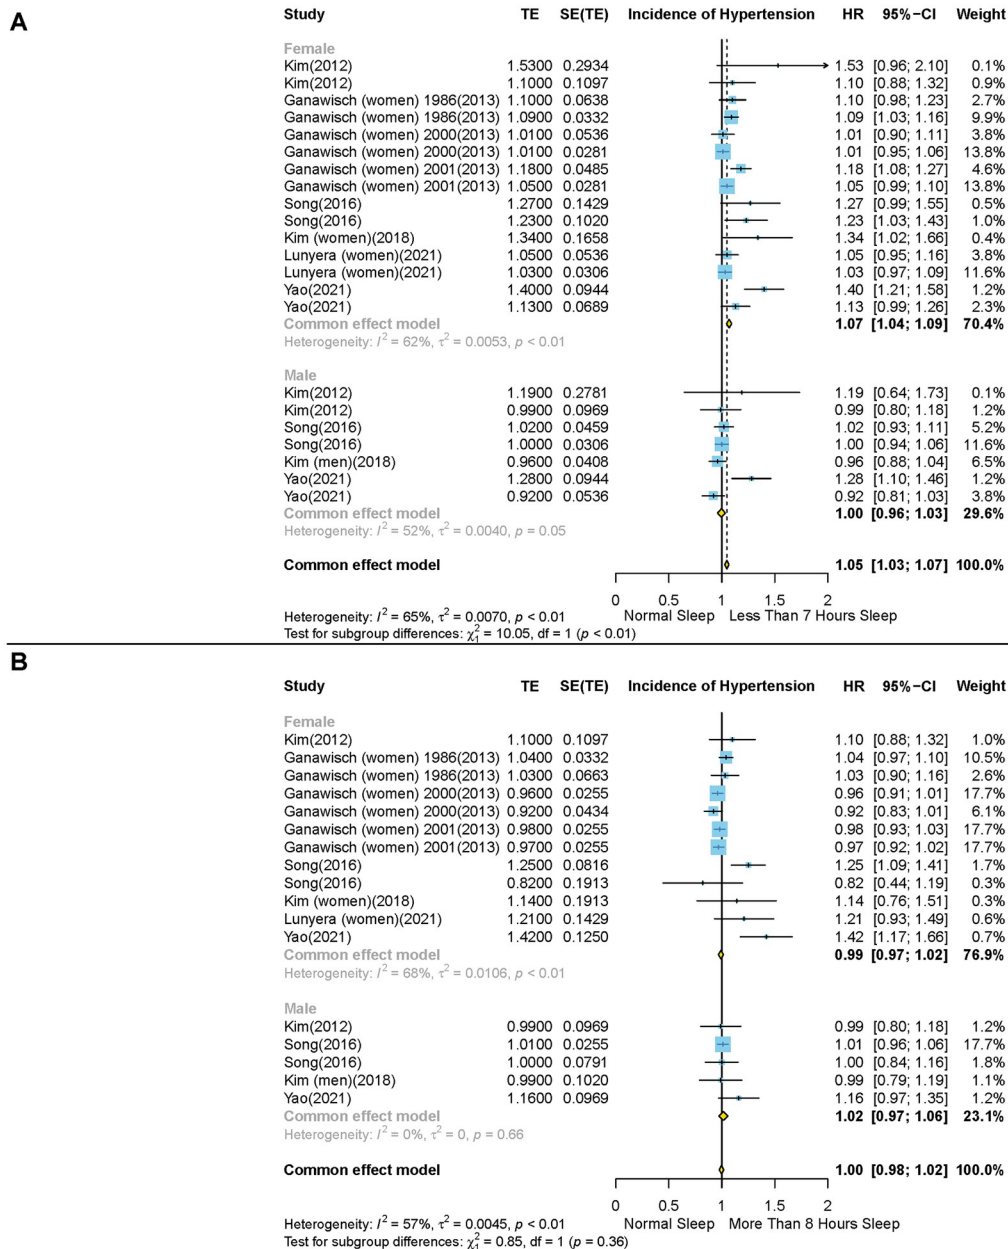 A
Study TE SE(TE) Incidence of Hypertension HR 95%−CI Weight
Female
Kim(2012) 1.5300 0.2934 1.53 [0.96; 2.10] 0.1%
Kim(2012) 1.1000 0.1097 1.10 [0.88; 1.32] 0.9%
Ganawisch (women) 1986(2013) 1.1000 0.0638 1.10 [0.98; 1.23] 2.7%
Ganawisch (women) 1986(2013) 1.0900 0.0332 1.09 [1.03; 1.16] 9.9%
Ganawisch (women) 2000(2013) 1.0100 0.0536 1.01 [0.90; 1.11] 3.8%
Ganawisch (women) 2000(2013) 1.0100 0.0281 1.01 [0.95; 1.06] 13.8%
Ganawisch (women) 2001(2013) 1.1800 0.0485 1.18 [1.08; 1.27] 4.6%
Ganawisch (women) 2001(2013) 1.0500 0.0281 1.05 [0.99; 1.10] 13.8%
Song(2016) 1.2700 0.1429 1.27 [0.99; 1.55] 0.5%
Song(2016) 1.2300 0.1020 1.23 [1.03; 1.43] 1.0%
Kim (women)(2018) 1.3400 0.1658 1.34 [1.02; 1.66] 0.4%
Lunyera (women)(2021) 1.0500 0.0536 1.05 [0.95; 1.16] 3.8%
Lunyera (women)(2021) 1.0300 0.0306 1.03 [0.97; 1.09] 11.6%
Yao(2021) 1.4000 0.0944 1.40 [1.21; 1.58] 1.2%
Yao(2021) 1.1300 0.0689 1.13 [0.99; 1.26] 2.3%
Common effect model 1.07 [1.04; 1.09] 70.4%
Heterogeneity: I² = 62%, τ² = 0.0053, p < 0.01
Male
Kim(2012) 1.1900 0.2781 1.19 [0.64; 1.73] 0.1%
Kim(2012) 0.9900 0.0969 0.99 [0.80; 1.18] 1.2%
Song(2016) 1.0200 0.0459 1.02 [0.93; 1.11] 5.2%
Song(2016) 1.0000 0.0306 1.00 [0.94; 1.06] 11.6%
Kim (men)(2018) 0.9600 0.0408 0.96 [0.88; 1.04] 6.5%
Yao(2021) 1.2800 0.0944 1.28 [1.10; 1.46] 1.2%
Yao(2021) 0.9200 0.0536 0.92 [0.81; 1.03] 3.8%
Common effect model 1.00 [0.96; 1.03] 29.6%
Heterogeneity: I² = 52%, τ² = 0.0040, p = 0.05
Common effect model 1.05 [1.03; 1.07] 100.0%
0 0.5 1 1.5 2
Heterogeneity: I² = 65%, τ² = 0.0070, p < 0.01 Normal Sleep Less Than 7 Hours Sleep
Test for subgroup differences: χ₁² = 10.05, df = 1 (p < 0.01)
B
Study TE SE(TE) Incidence of Hypertension HR 95%−CI Weight
Female
Kim(2012) 1.1000 0.1097 1.10 [0.88; 1.32] 1.0%
Ganawisch (women) 1986(2013) 1.0400 0.0332 1.04 [0.97; 1.10] 10.5%
Ganawisch (women) 1986(2013) 1.0300 0.0663 1.03 [0.90; 1.16] 2.6%
Ganawisch (women) 2000(2013) 0.9600 0.0255 0.96 [0.91; 1.01] 17.7%
Ganawisch (women) 2000(2013) 0.9200 0.0434 0.92 [0.83; 1.01] 6.1%
Ganawisch (women) 2001(2013) 0.9800 0.0255 0.98 [0.93; 1.03] 17.7%
Ganawisch (women) 2001(2013) 0.9700 0.0255 0.97 [0.92; 1.02] 17.7%
Song(2016) 1.2500 0.0816 1.25 [1.09; 1.41] 1.7%
Song(2016) 0.8200 0.1913 0.82 [0.44; 1.19] 0.3%
Kim (women)(2018) 1.1400 0.1913 1.14 [0.76; 1.51] 0.3%
Lunyera (women)(2021) 1.2100 0.1429 1.21 [0.93; 1.49] 0.6%
Yao(2021) 1.4200 0.1250 1.42 [1.17; 1.66] 0.7%
Common effect model 0.99 [0.97; 1.02] 76.9%
Heterogeneity: I² = 68%, τ² = 0.0106, p < 0.01
Male
Kim(2012) 0.9900 0.0969 0.99 [0.80; 1.18] 1.2%
Song(2016) 1.0100 0.0255 1.01 [0.96; 1.06] 17.7%
Song(2016) 1.0000 0.0791 1.00 [0.84; 1.16] 1.8%
Kim (men)(2018) 0.9900 0.1020 0.99 [0.79; 1.19] 1.1%
Yao(2021) 1.1600 0.0969 1.16 [0.97; 1.35] 1.2%
Common effect model 1.02 [0.97; 1.06] 23.1%
Heterogeneity: I² = 0%, τ² = 0, p = 0.66
Common effect model 1.00 [0.98; 1.02] 100.0%
0 0.5 1 1.5 2
Heterogeneity: I² = 57%, τ² = 0.0045, p < 0.01 Normal Sleep More Than 8 Hours Sleep
Test for subgroup differences: χ₁² = 0.85, df = 1 (p = 0.36)